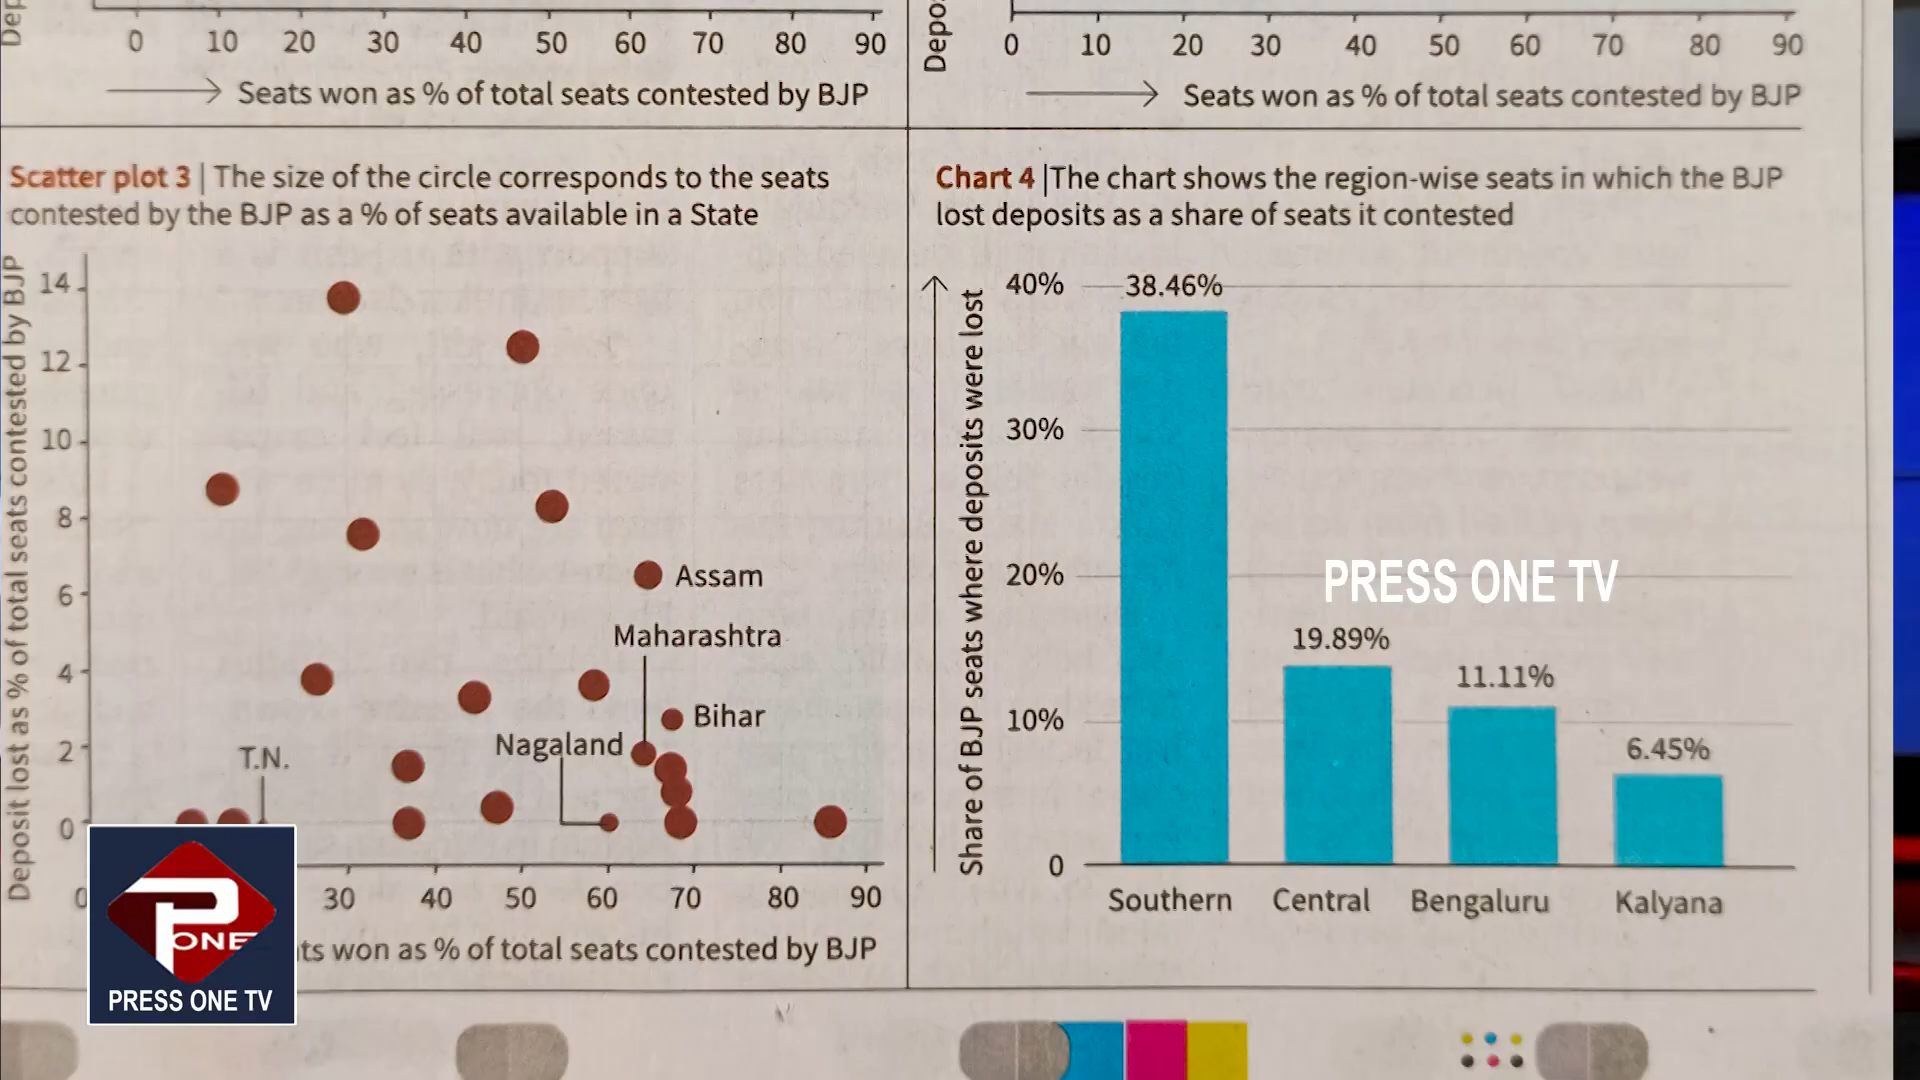 Depo
0 10 20 30 40 50 60 70 80 90
Seats won as % of total seats contested by BJP
Depos
0 10 20 30 40 50 60 70 80 90
Seats won as % of total seats contested by BJP
Scatter plot 3 | The size of the circle corresponds to the seats
contested by the BJP as a % of seats available in a State
Deposit lost as % of total seats contested by BJP
14
12
10
8
6
4
2
0
Assam
Maharashtra
Bihar
Nagaland
T.N.
0 30 40 50 60 70 80 90
ts won as % of total seats contested by BJP
Chart 4 | The chart shows the region-wise seats in which the BJP
lost deposits as a share of seats it contested
Share of BJP seats where deposits were lost
40%
30%
20%
10%
0
38.46%
19.89%
11.11%
6.45%
Southern Central Bengaluru Kalyana
PRESS ONE TV
P
ONE
PRESS ONE TV